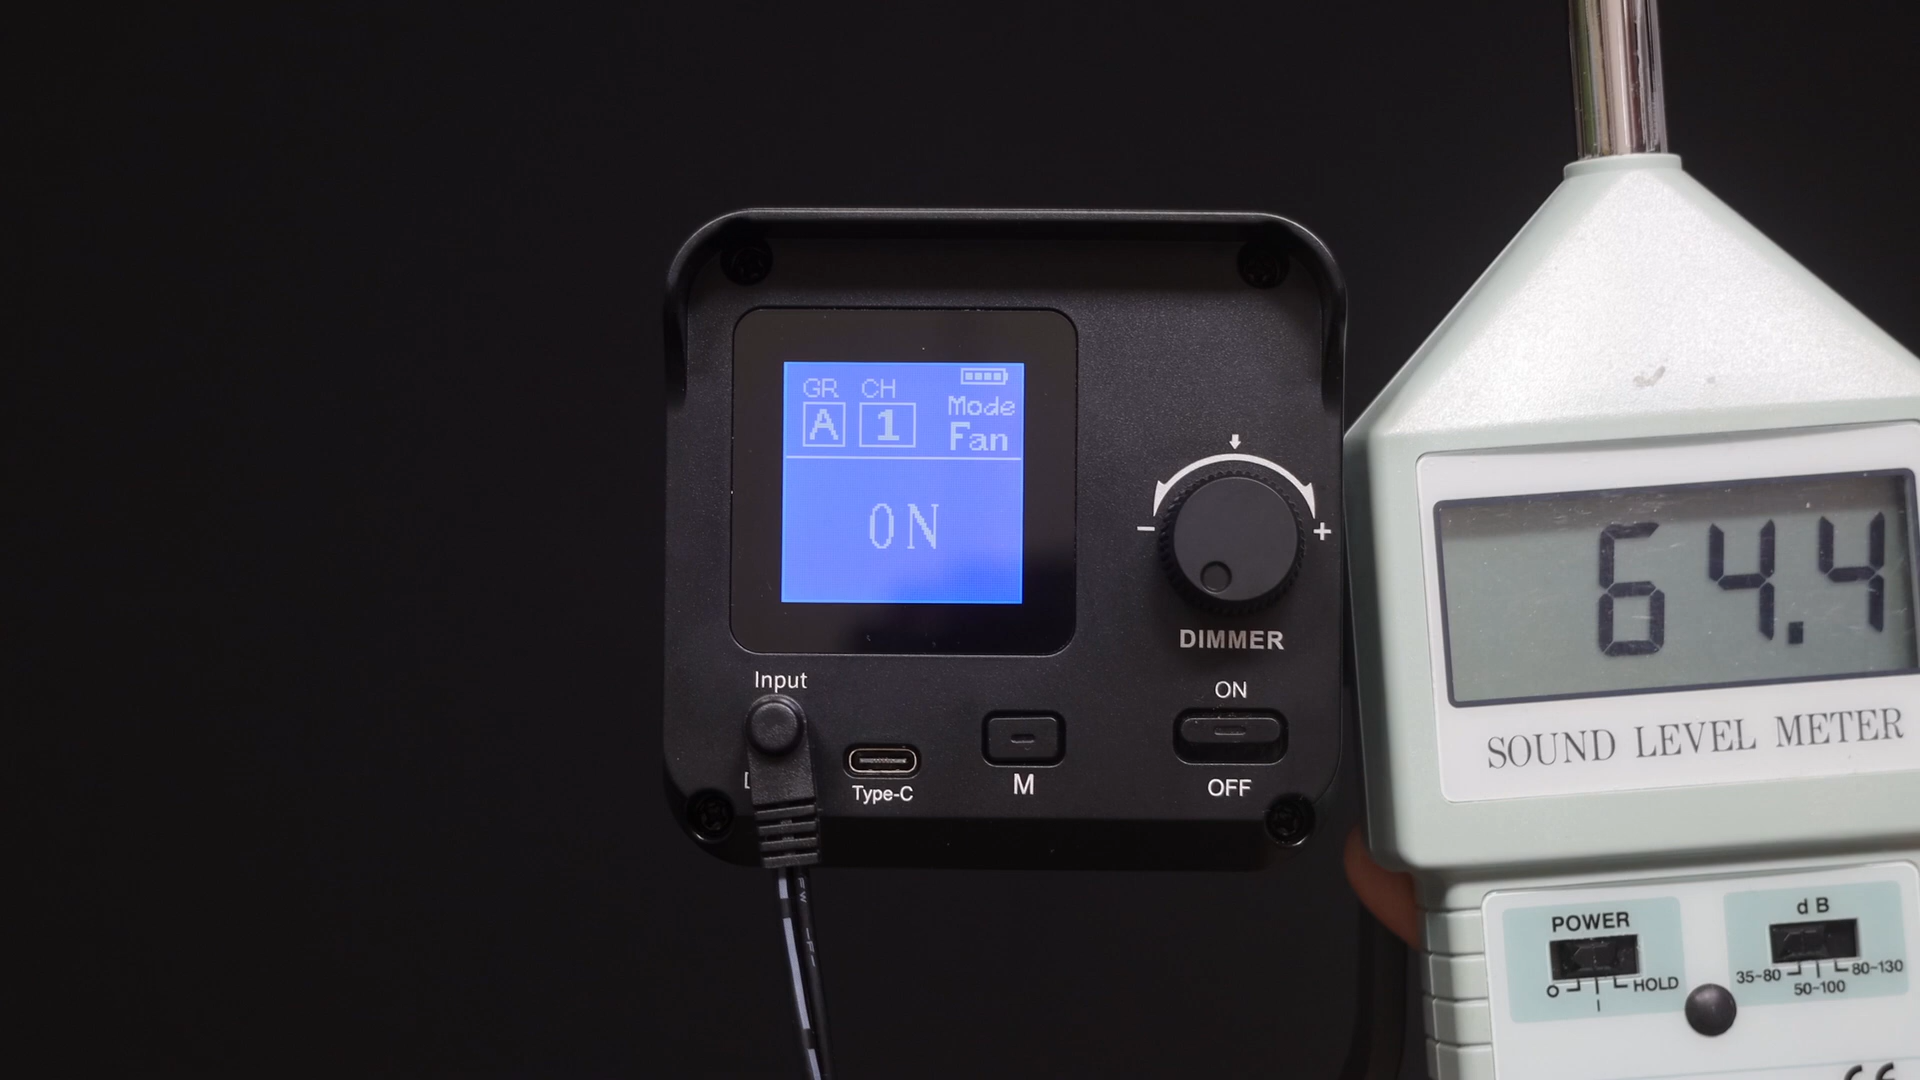 GR CH
A 1
Mode
Fan
ON
DIMMER
Input
Type-C
M
ON
OFF
64.4
SOUND LEVEL METER
POWER
O
I
HOLD
dB
35-80
50-100
80-130